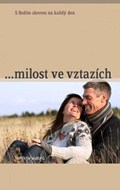 S Božím slovem na každý den
...milost ve vztazích